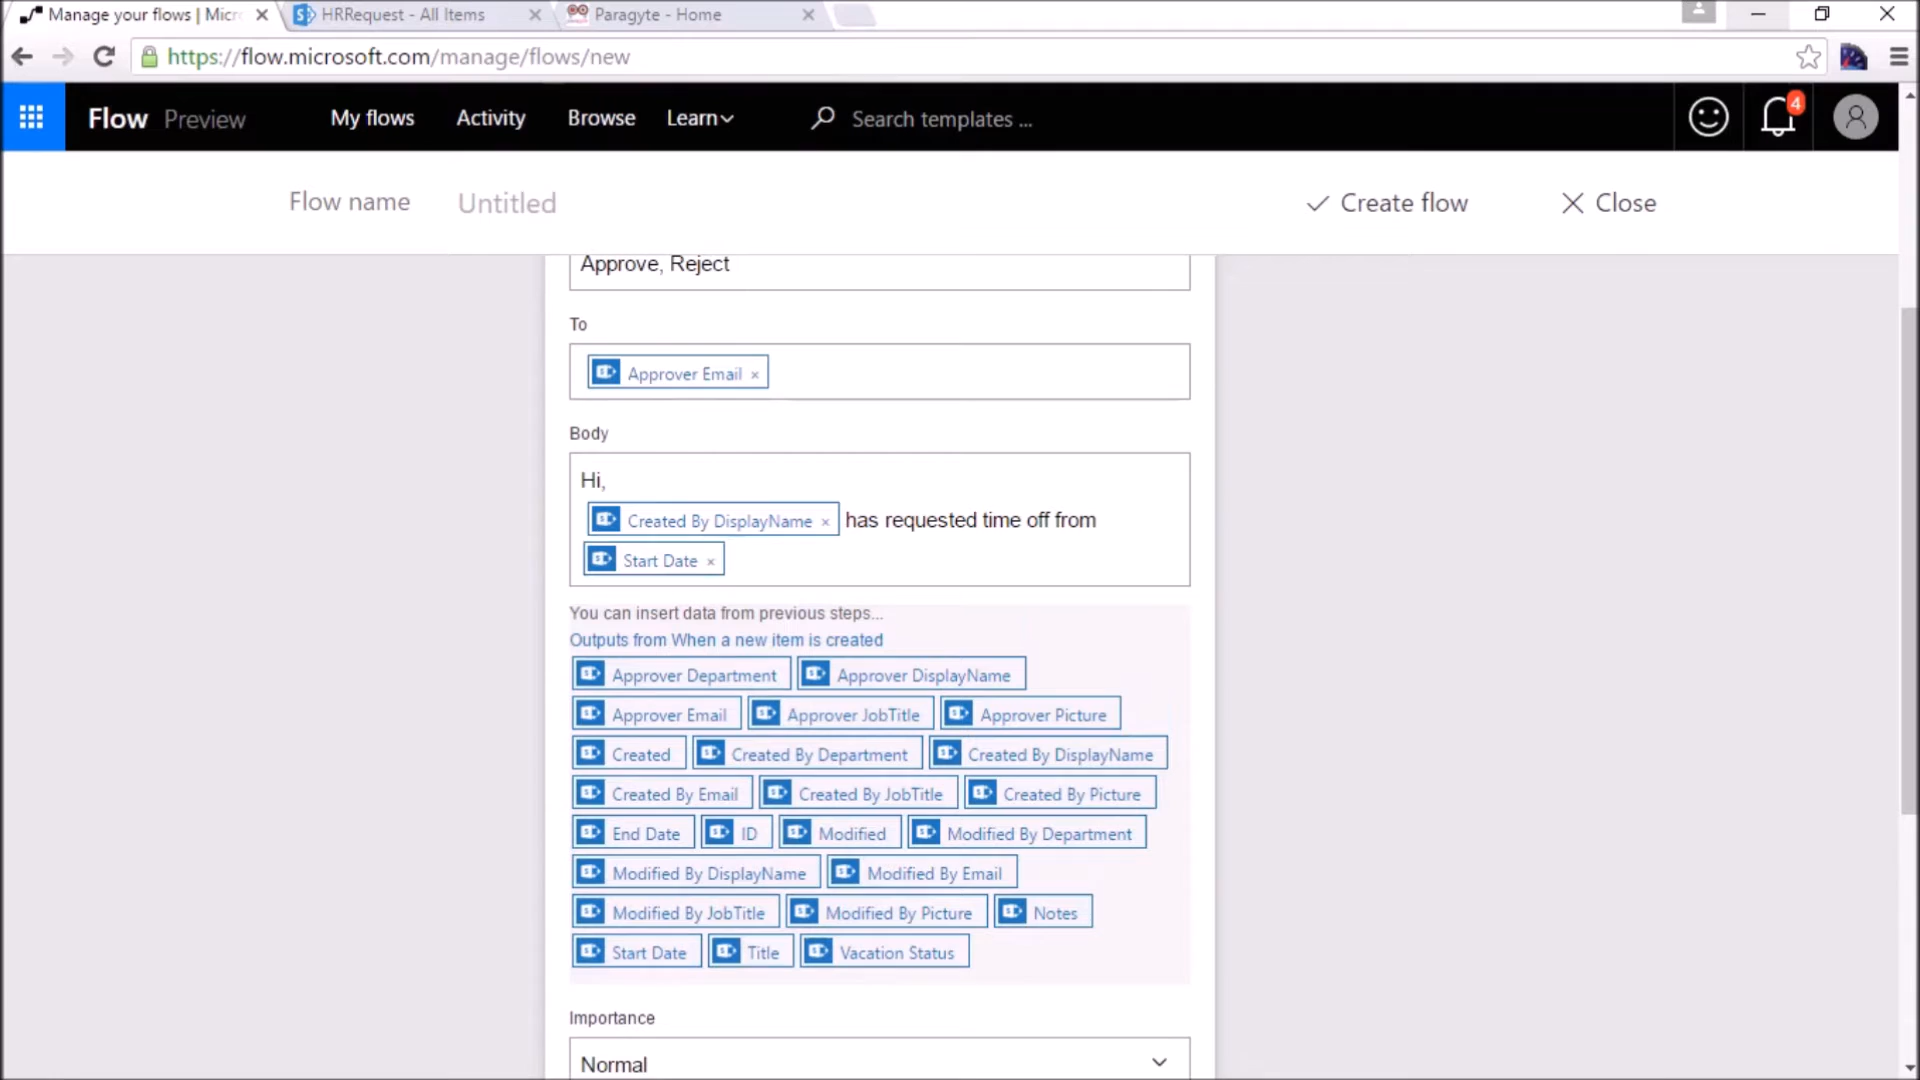 Manage your flows | Micr
HRRequest - All Items
Paragyte - Home
https://flow.microsoft.com/manage/flows/new
Flow Preview
My flows
Activity
Browse
Learn
Search templates ...
4
Flow name
Untitled
Create flow
Close
Approve, Reject
To
Approver Email ×
Body
Hi,
Created By DisplayName × has requested time off from
Start Date ×
You can insert data from previous steps...
Outputs from When a new item is created
Approver Department Approver DisplayName
Approver Email Approver JobTitle Approver Picture
Created Created By Department Created By DisplayName
Created By Email Created By JobTitle Created By Picture
End Date ID Modified Modified By Department
Modified By DisplayName Modified By Email
Modified By JobTitle Modified By Picture Notes
Start Date Title Vacation Status
Importance
Normal